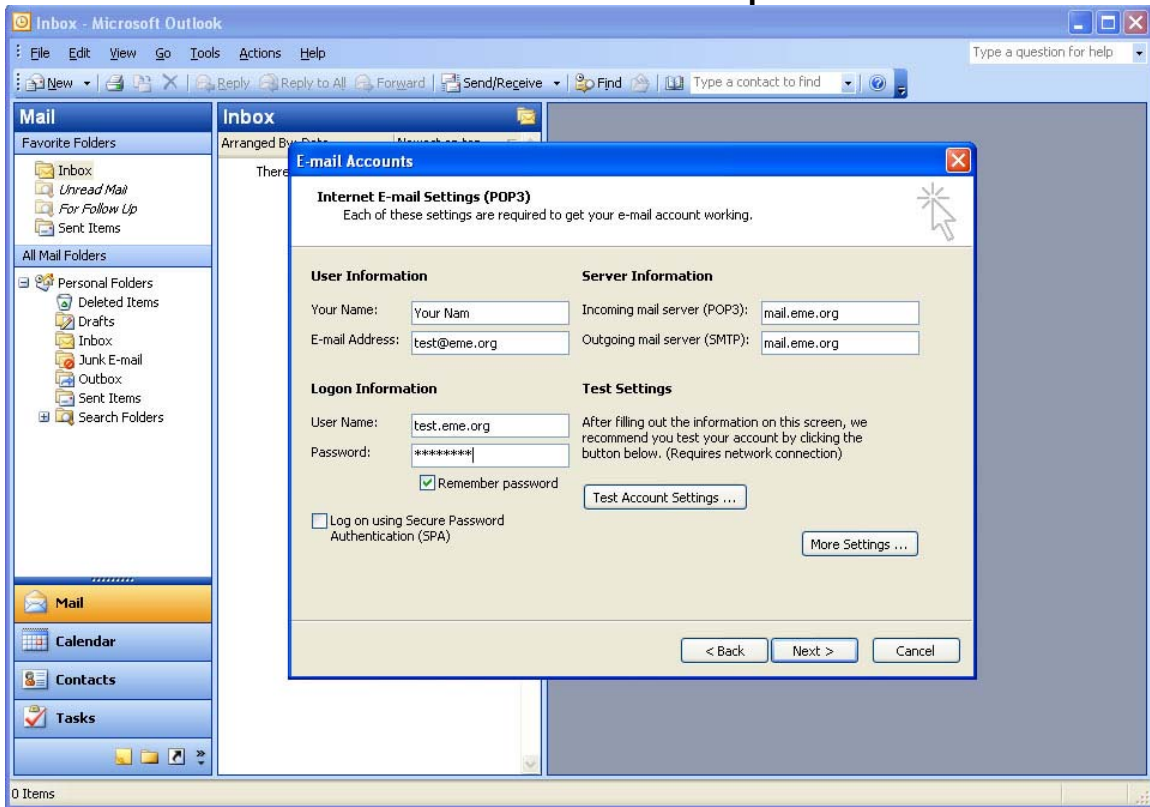 Inbox - Microsoft Outlook
File Edit View Go Tools Actions Help Type a question for help
New Reply Reply to All Forward Send/Receive Find Type a contact to find
Mail
Inbox
Favorite Folders
Arranged By: Date Newest on top
Inbox
There
Unread Mail
For Follow Up
Sent Items
All Mail Folders
Personal Folders
Deleted Items
Drafts
Inbox
Junk E-mail
Outbox
Sent Items
Search Folders
E-mail Accounts
Internet E-mail Settings (POP3)
Each of these settings are required to get your e-mail account working.
User Information
Your Name: Your Nam
E-mail Address: test@eme.org
Server Information
Incoming mail server (POP3): mail.eme.org
Outgoing mail server (SMTP): mail.eme.org
Logon Information
User Name: test.eme.org
Password: ********
Remember password
Log on using Secure Password
Authentication (SPA)
Test Settings
After filling out the information on this screen, we
recommend you test your account by clicking the
button below. (Requires network connection)
Test Account Settings ...
More Settings ...
< Back Next > Cancel
Mail
Calendar
Contacts
Tasks
0 Items